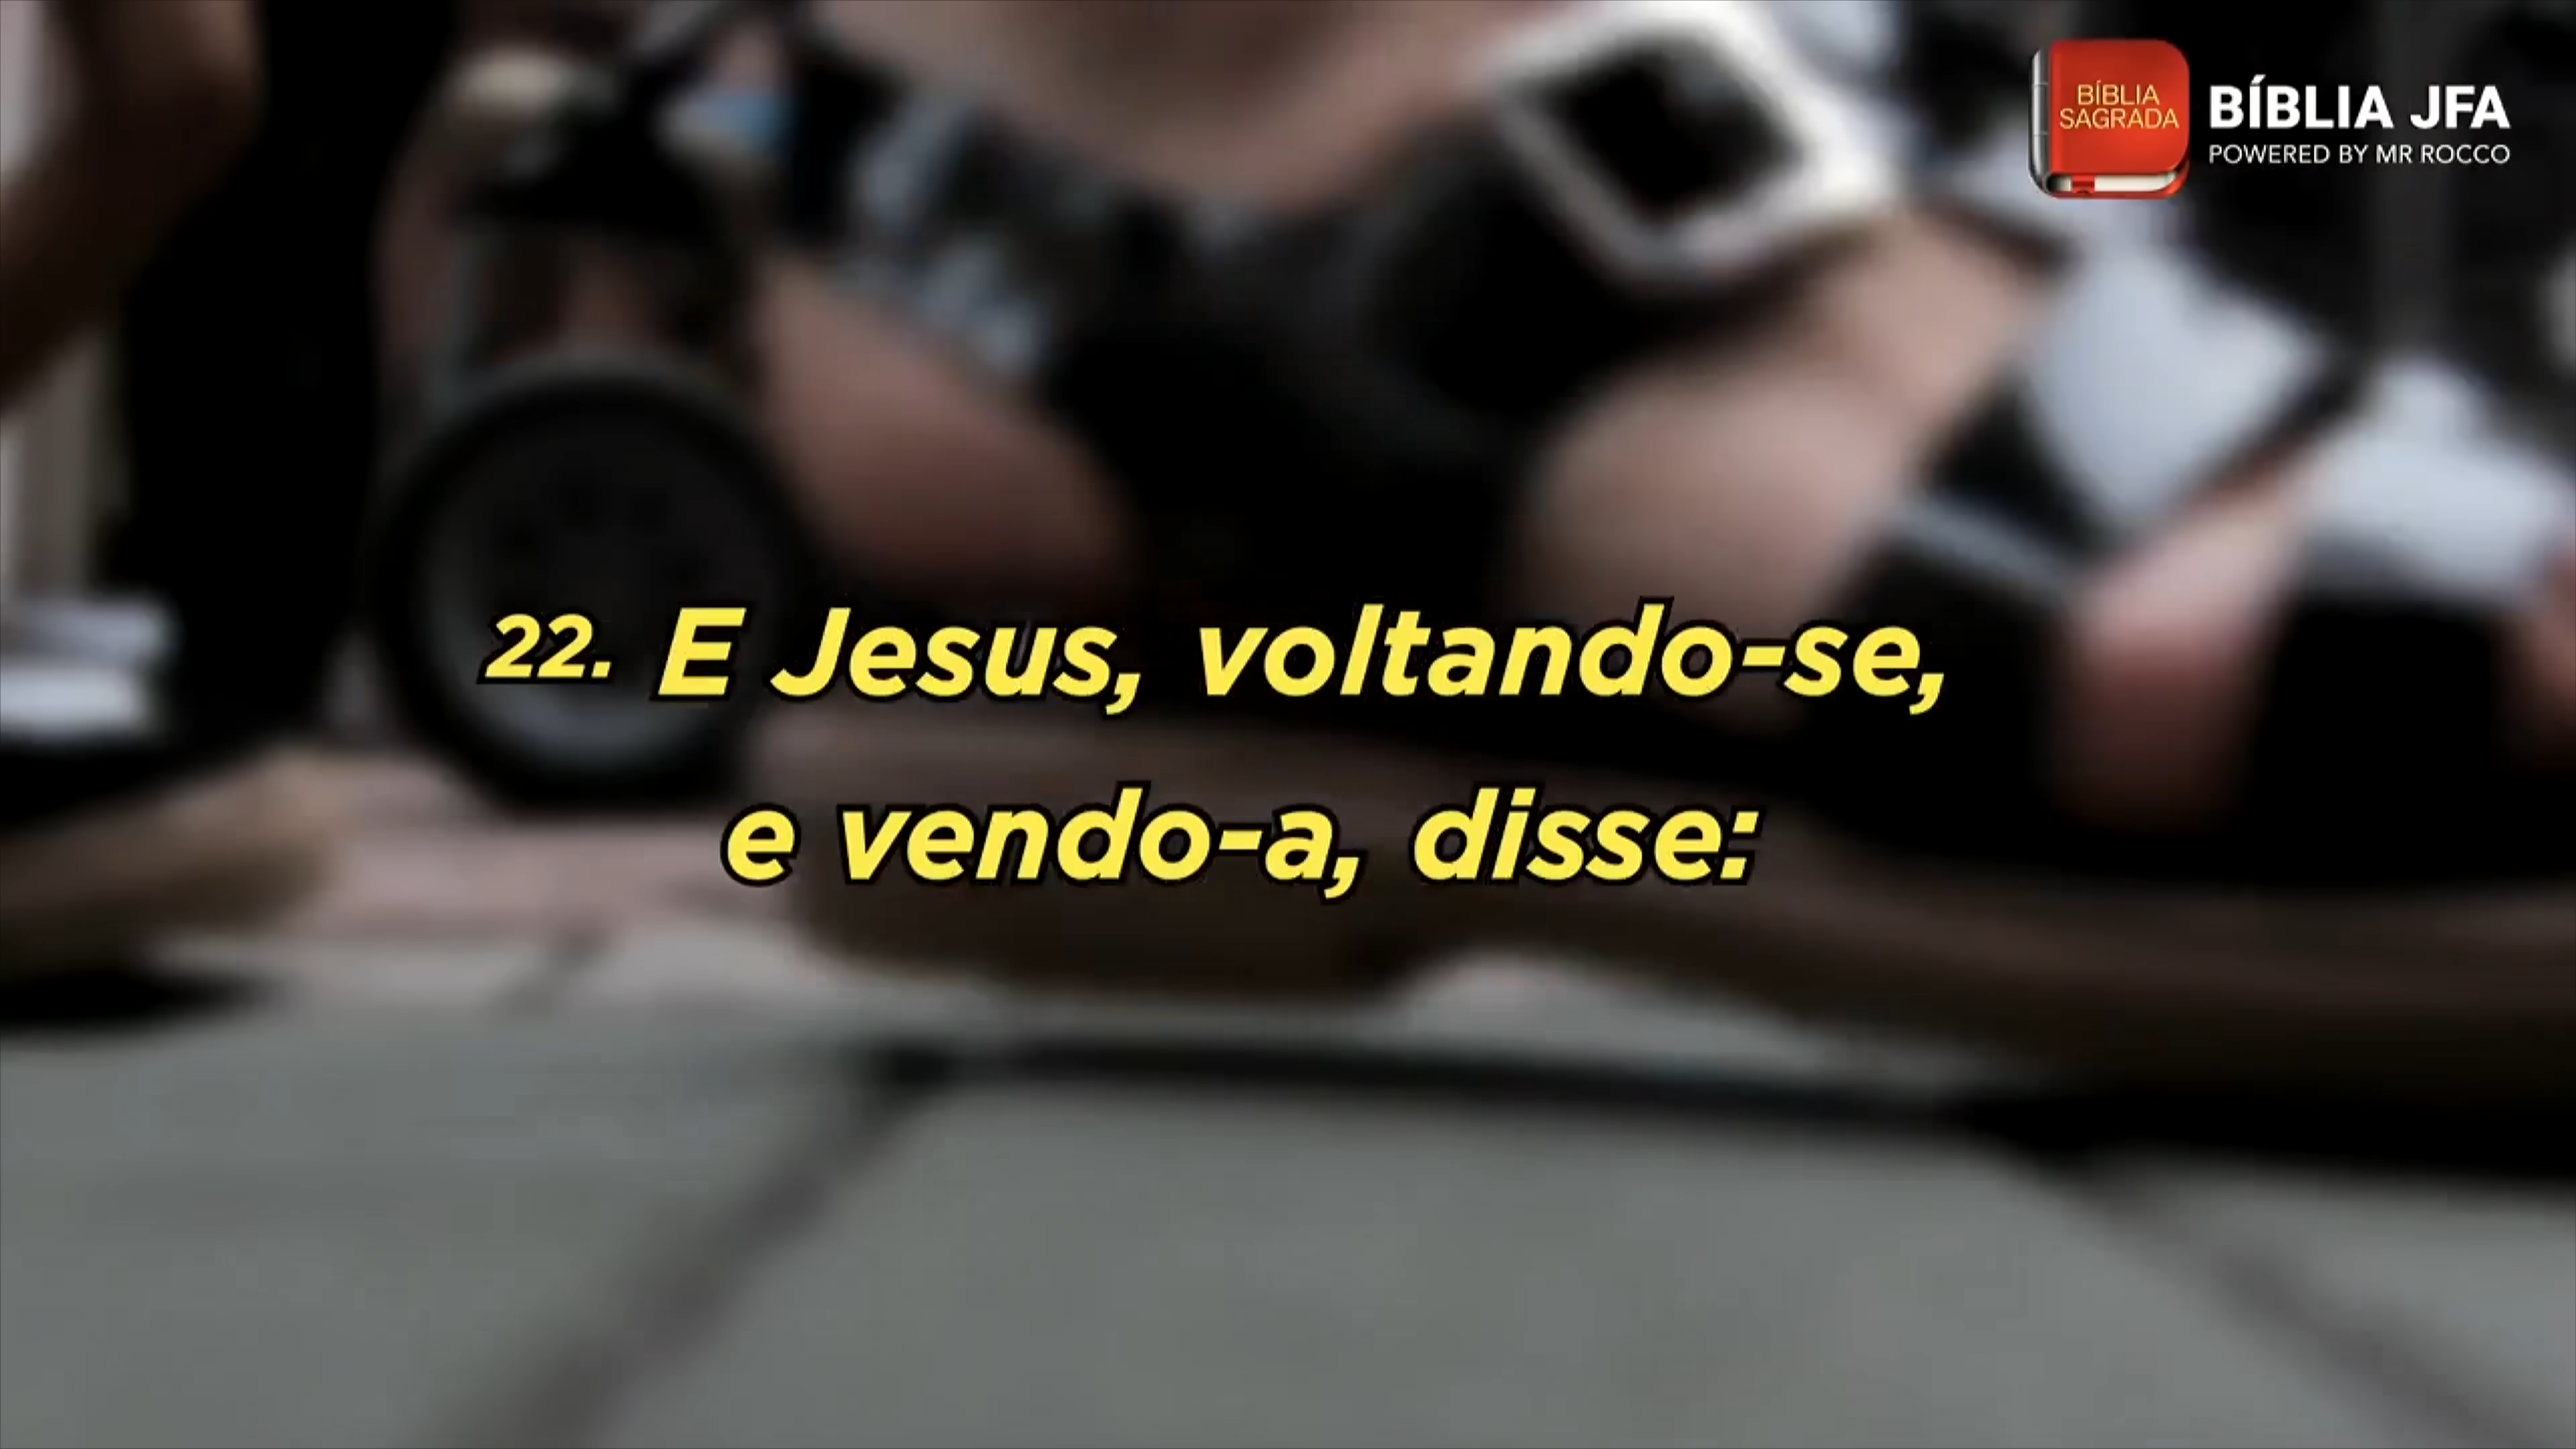 BÍBLIA
SAGRADA
BÍBLIA JFA
POWERED BY MR ROCCO
22. E Jesus, voltando-se,
e vendo-a, disse: